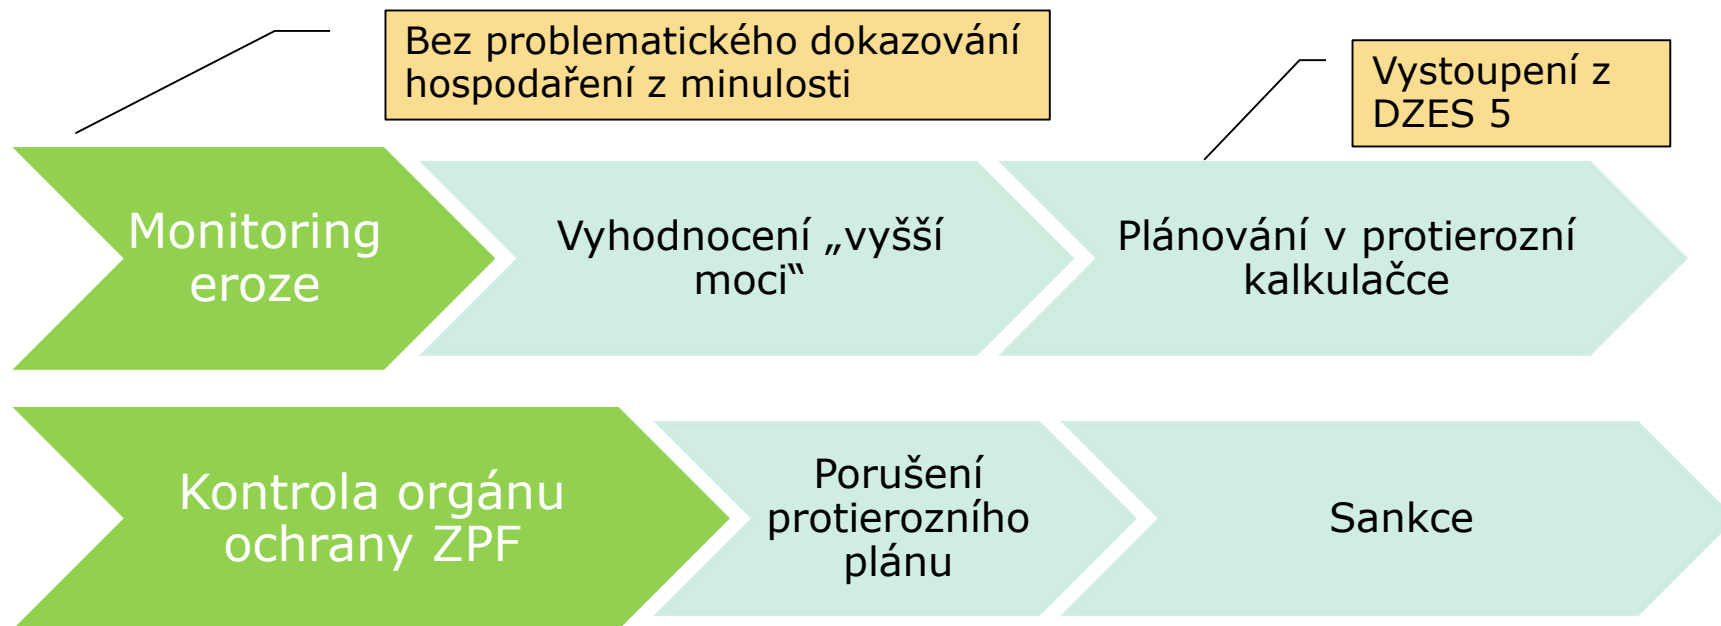 Bez problematického dokazování
hospodaření z minulosti
Vystoupení z
DZES 5
Monitoring
eroze
Vyhodnocení „vyšší
moci“
Plánování v protierozní
kalkulačce
Kontrola orgánu
ochrany ZPF
Porušení
protierozního
plánu
Sankce